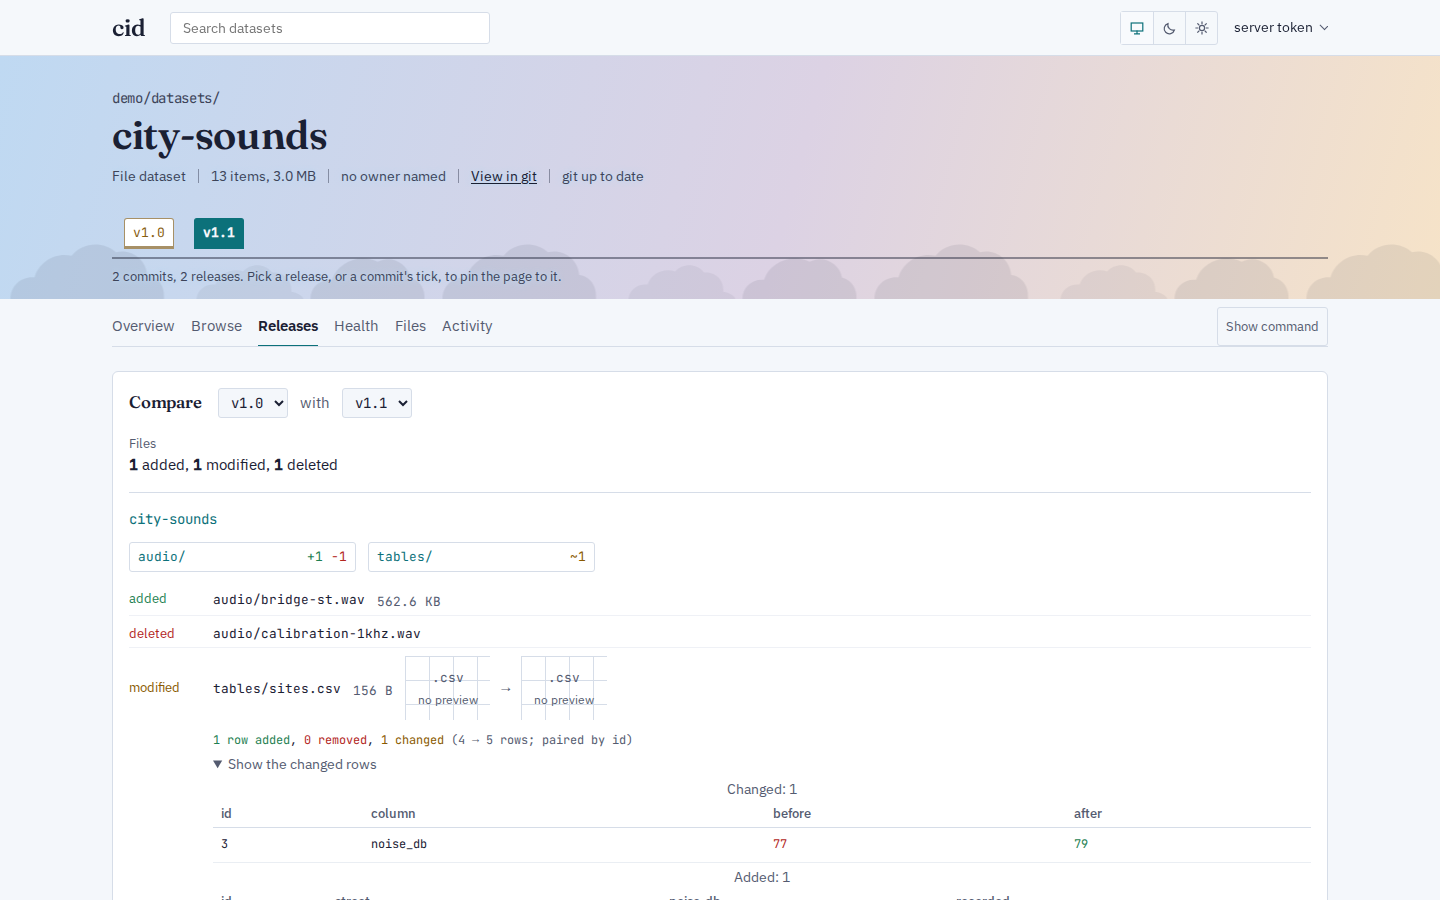 cid
Search datasets
server token
demo/datasets/
city-sounds
File dataset
13 items, 3.0 MB
no owner named
View in git
git up to date
v1.0
v1.1
2 commits, 2 releases. Pick a release, or a commit's tick, to pin the page to it.
Overview Browse Releases Health Files Activity
Show command
Compare v1.0 with v1.1
Files
1 added, 1 modified, 1 deleted
city-sounds
audio/ +1 -1
tables/ ~1
added audio/bridge-st.wav 562.6 KB
deleted audio/calibration-1khz.wav
modified tables/sites.csv 156 B .csv no preview → .csv no preview
1 row added, 0 removed, 1 changed (4 → 5 rows; paired by id)
▼ Show the changed rows
Changed: 1
id column before after
3 noise_db 77 79
Added: 1
id street noise_db recorded